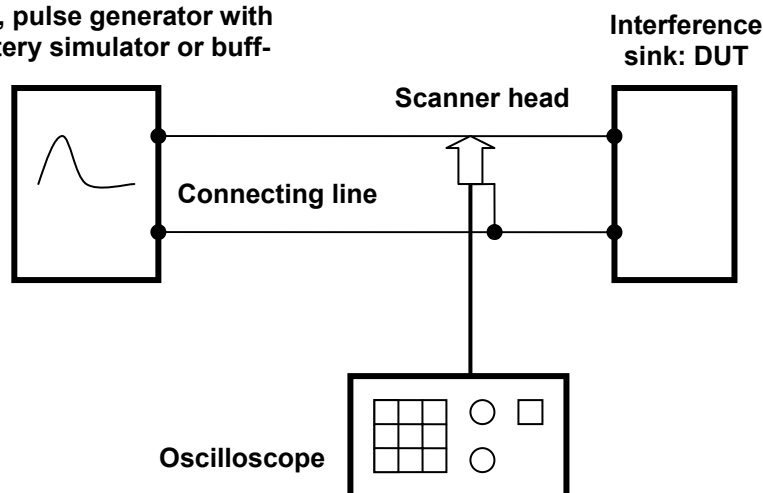 , pulse generator with
tery simulator or buff-
Interference
sink: DUT
Scanner head
Connecting line
Oscilloscope